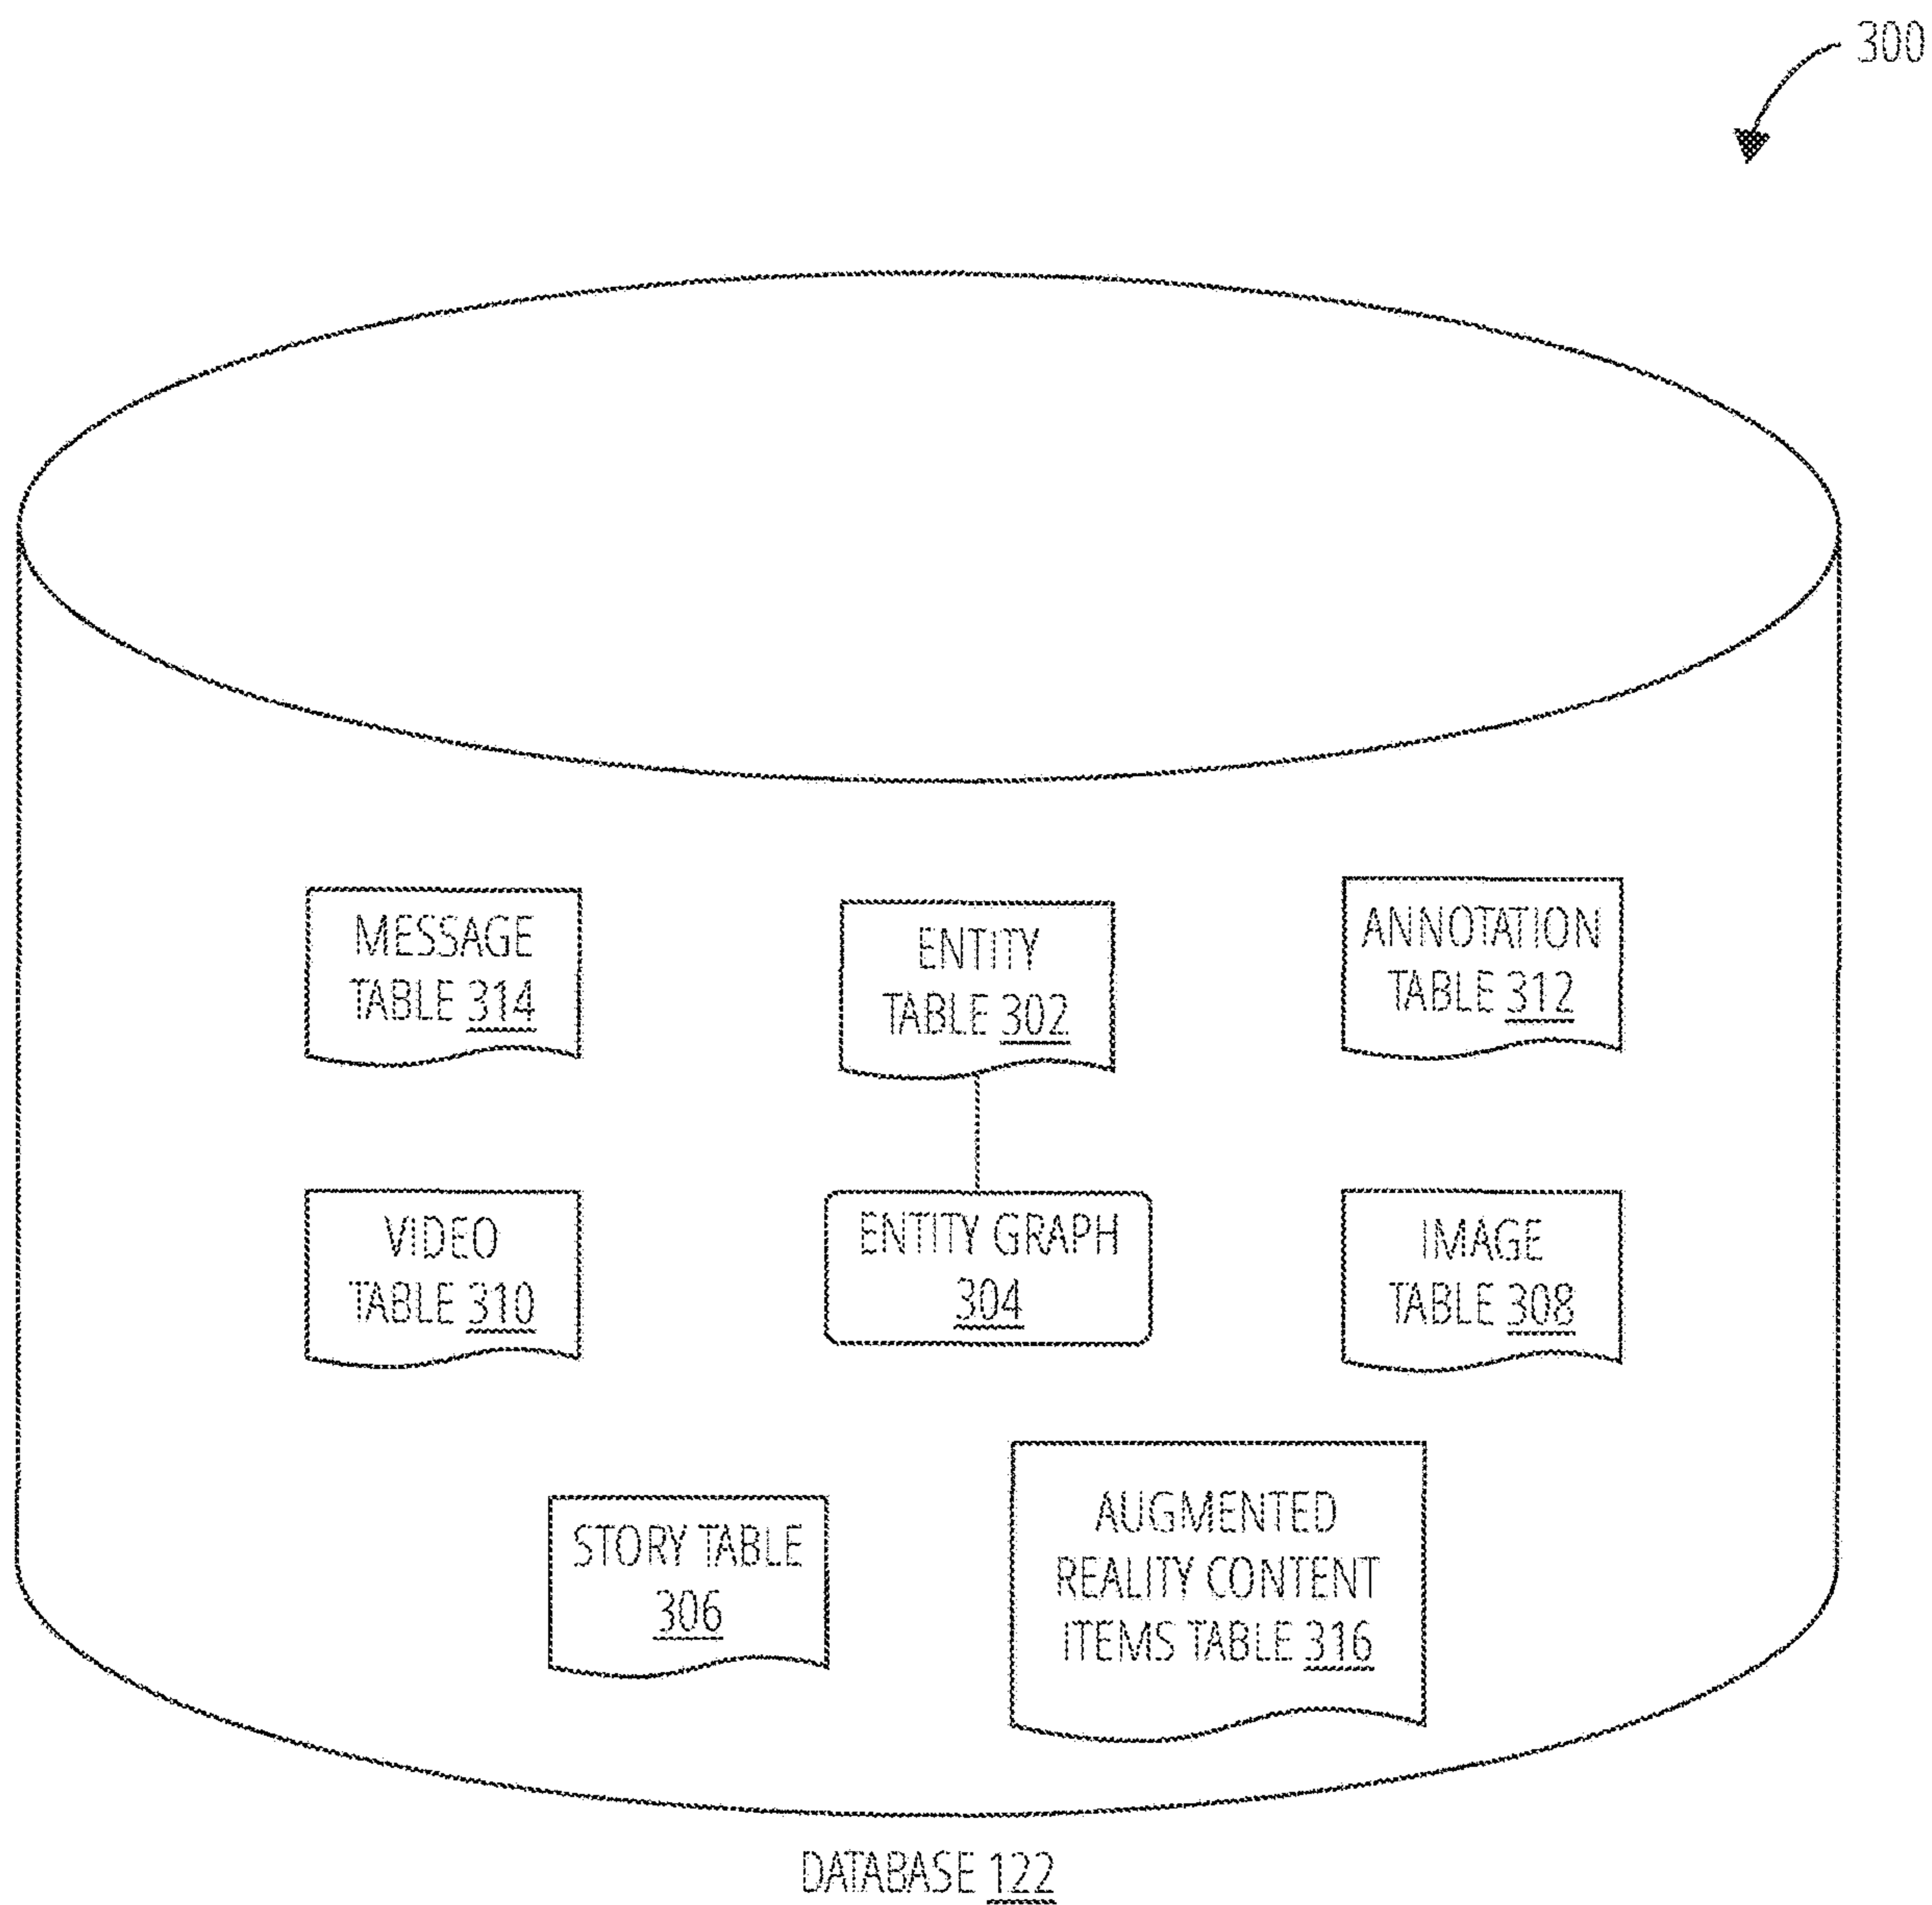 300
MESSAGE
TABLE 314
ENTITY
TABLE 302
ANNOTATION
TABLE 312
VIDEO
TABLE 310
ENTITY GRAPH
304
IMAGE
TABLE 308
STORY TABLE
306
AUGMENTED
REALITY CONTENT
ITEMS TABLE 316
DATABASE 122